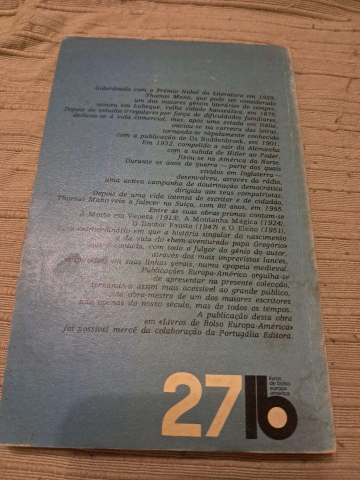 Galardoado com o Prémio Nobel da Literatura em 1929,
Thomas Mann, que pode ser considerado
um dos maiores génios literários de sempre,
nasceu em Lubeque, velha cidade hanseática, em 1875.
Depois de estudos irregulares por força de dificuldades familiares,
dedicou-se à vida comercial, mas, após uma estada em Itália,
iniciou-se na carreira das letras,
tornando-se rapidamente conhecido
com a publicação de Os Buddenbrook, em 1901.
Em 1932, compelido a sair da Alemanha
com a subida de Hitler ao Poder,
fixou-se na América do Norte.
Durante os anos de guerra — parte dos quais
vividos em Inglaterra —
desenvolveu, através da rádio,
uma activa campanha de doutrinação democrática
dirigida aos seus compatriotas.
Depois de uma vida intensa de escritor e de cidadão,
Thomas Mann veio a falecer na Suíça, com 80 anos, em 1955.
Entre as suas obras-primas contam-se
A Morte em Veneza (1913), A Montanha Mágica (1924),
O Doutor Fausto (1947) e O Eleito (1951),
extraordinário em que a história singular do nascimento
e da vida do bem-aventurado papa Gregório
com todo o fulgor do génio do autor,
através dos mais imprevistos lances,
em suas linhas gerais, numa epopeia medieval.
Publicações Europa-América orgulha-se
de apresentar na presente colecção,
tornando-o assim mais acessível ao grande público,
esta obra-mestra de um dos maiores escritores
não apenas do nosso século, mas de todos os tempos.
A publicação desta obra
em «Livros de Bolso Europa-América»
foi possível mercê da colaboração da Portugália Editora.
27 lb
livros
de bolso
europa
américa